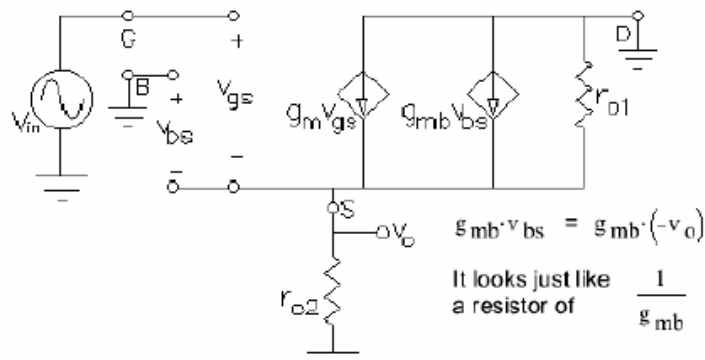 G
D
+
B
+
Vin
Vbs
Vgs
gmVgs
gmbVbs
ro1
-
-
S
Vo
ro2
gmb·vbs = gmb·(-vo)
It looks just like
a resistor of 1/gmb